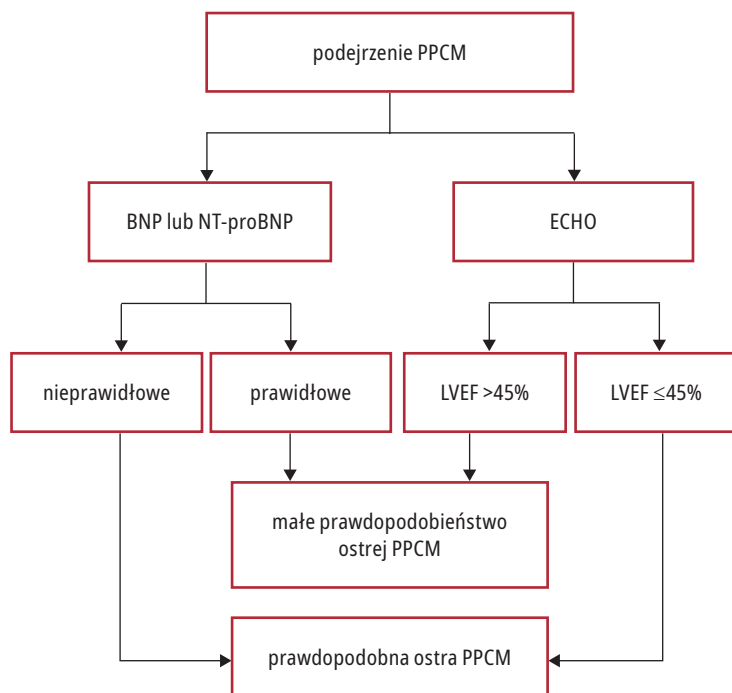 podejrzenie PPCM
BNP lub NT-proBNP
ECHO
nieprawidłowe
prawidłowe
LVEF >45%
LVEF ≤45%
małe prawdopodobieństwo
ostrej PPCM
prawdopodobna ostra PPCM